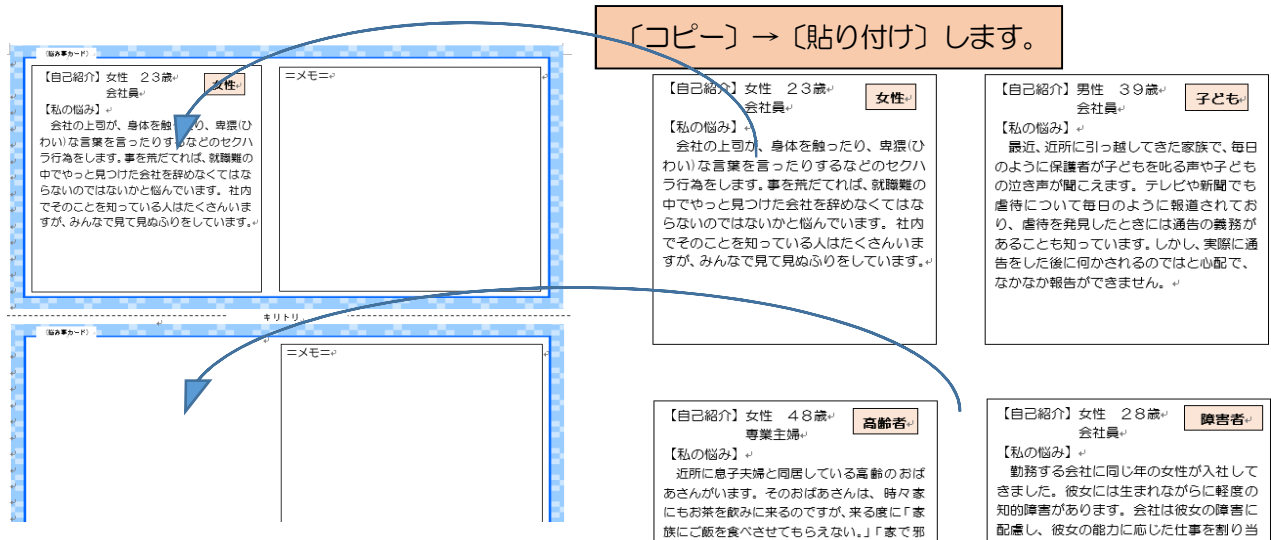 〔コピー〕→〔貼り付け〕します。
(悩み事カード)
【自己紹介】女性 23歳
会社員
女性
【私の悩み】
会社の上司が、身体を触ったり、卑猥(ひ
わい)な言葉を言ったりするなどのセクハ
ラ行為をします。事を荒だてれば、就職難の
中でやっと見つけた会社を辞めなくてはな
らないのではないかと悩んでいます。社内
でそのことを知っている人はたくさんいま
すが、みんなで見て見ぬふりをしています。
=メモ=
キリトリ
(悩み事カード)
=メモ=
【自己紹介】女性 23歳
会社員
女性
【私の悩み】
会社の上司が、身体を触ったり、卑猥(ひ
わい)な言葉を言ったりするなどのセクハ
ラ行為をします。事を荒だてれば、就職難の
中でやっと見つけた会社を辞めなくてはな
らないのではないかと悩んでいます。社内
でそのことを知っている人はたくさんいま
すが、みんなで見て見ぬふりをしています。
【自己紹介】男性 39歳
会社員
子ども
【私の悩み】
最近、近所に引っ越してきた家族で、毎日
のように保護者が子どもを叱る声や子ども
の泣き声が聞こえます。テレビや新聞でも
虐待について毎日のように報道されてお
り、虐待を発見したときには通告の義務が
あることも知っています。しかし、実際に通
告をした後に何かされるのではと心配で、
なかなか報告ができません。
【自己紹介】女性 48歳
専業主婦
高齢者
【私の悩み】
近所に息子夫婦と同居している高齢のおば
あさんがいます。そのおばあさんは、時々家
にもお茶を飲みに来るのですが、来る度に「家
族にご飯を食べさせてもらえない。」「家で邪
【自己紹介】女性 28歳
会社員
障害者
【私の悩み】
勤務する会社に同じ年の女性が入社して
きました。彼女には生まれながらに軽度の
知的障害があります。会社は彼女の障害に
配慮し、彼女の能力に応じた仕事を割り当